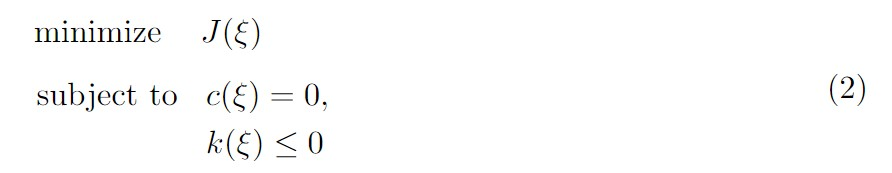 minimize J(ξ)
subject to c(ξ) = 0,
(2)
k(ξ) ≤ 0